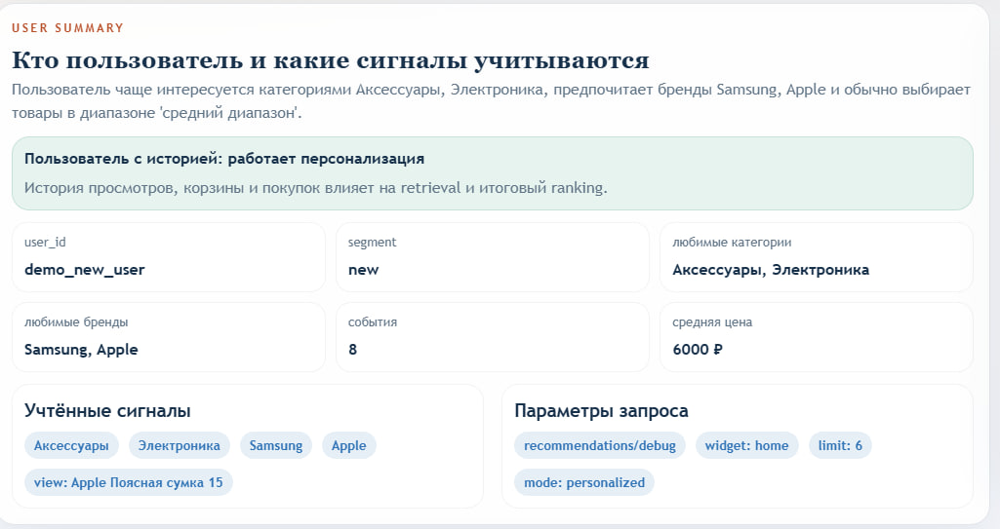 USER SUMMARY
Кто пользователь и какие сигналы учитываются
Пользователь чаще интересуется категориями Аксессуары, Электроника, предпочитает бренды Samsung, Apple и обычно выбирает
товары в диапазоне 'средний диапазон'.
Пользователь с историей: работает персонализация
История просмотров, корзины и покупок влияет на retrieval и итоговый ranking.
user_id
demo_new_user
segment
new
любимые категории
Аксессуары, Электроника
любимые бренды
Samsung, Apple
события
8
средняя цена
6000 ₽
Учтённые сигналы
Аксессуары
Электроника
Samsung
Apple
view: Apple Поясная сумка 15
Параметры запроса
recommendations/debug
widget: home
limit: 6
mode: personalized